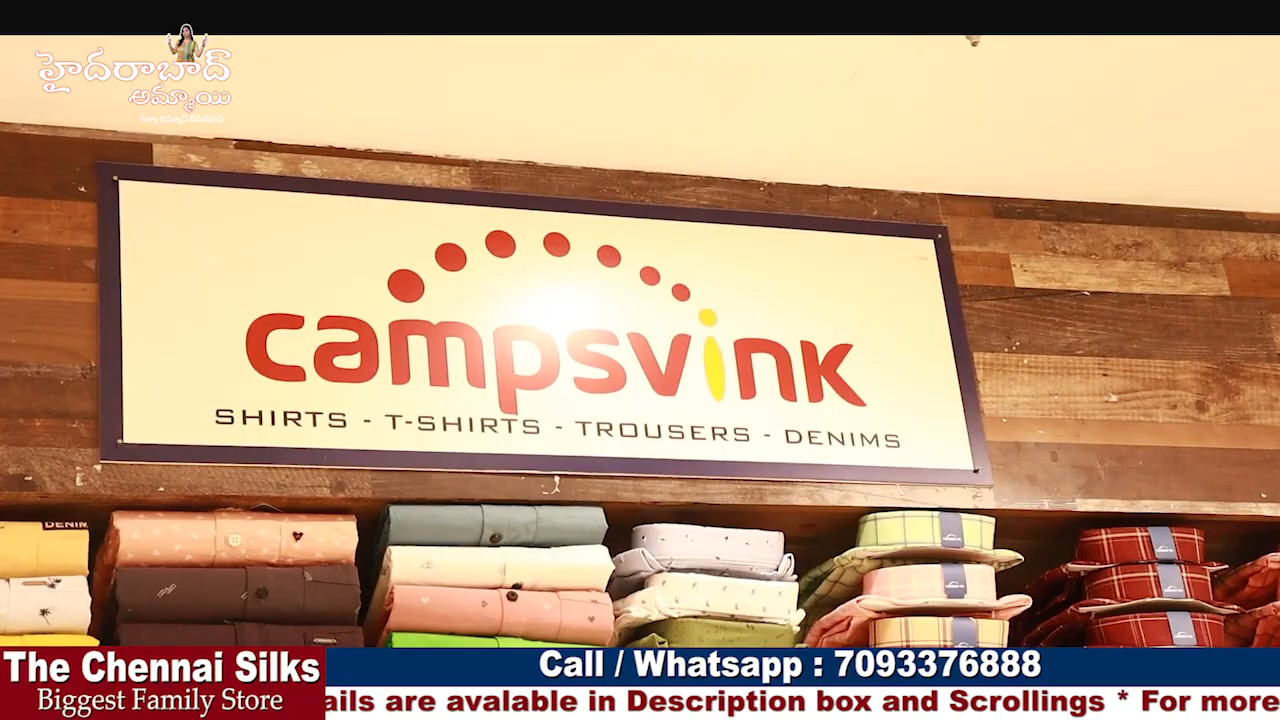 హైదరాబాద్
అమ్మాయి
campsvink
SHIRTS - T-SHIRTS - TROUSERS - DENIMS
DENIM
The Chennai Silks
Biggest Family Store
Call / Whatsapp : 7093376888
ails are avalable in Description box and Scrollings * For more